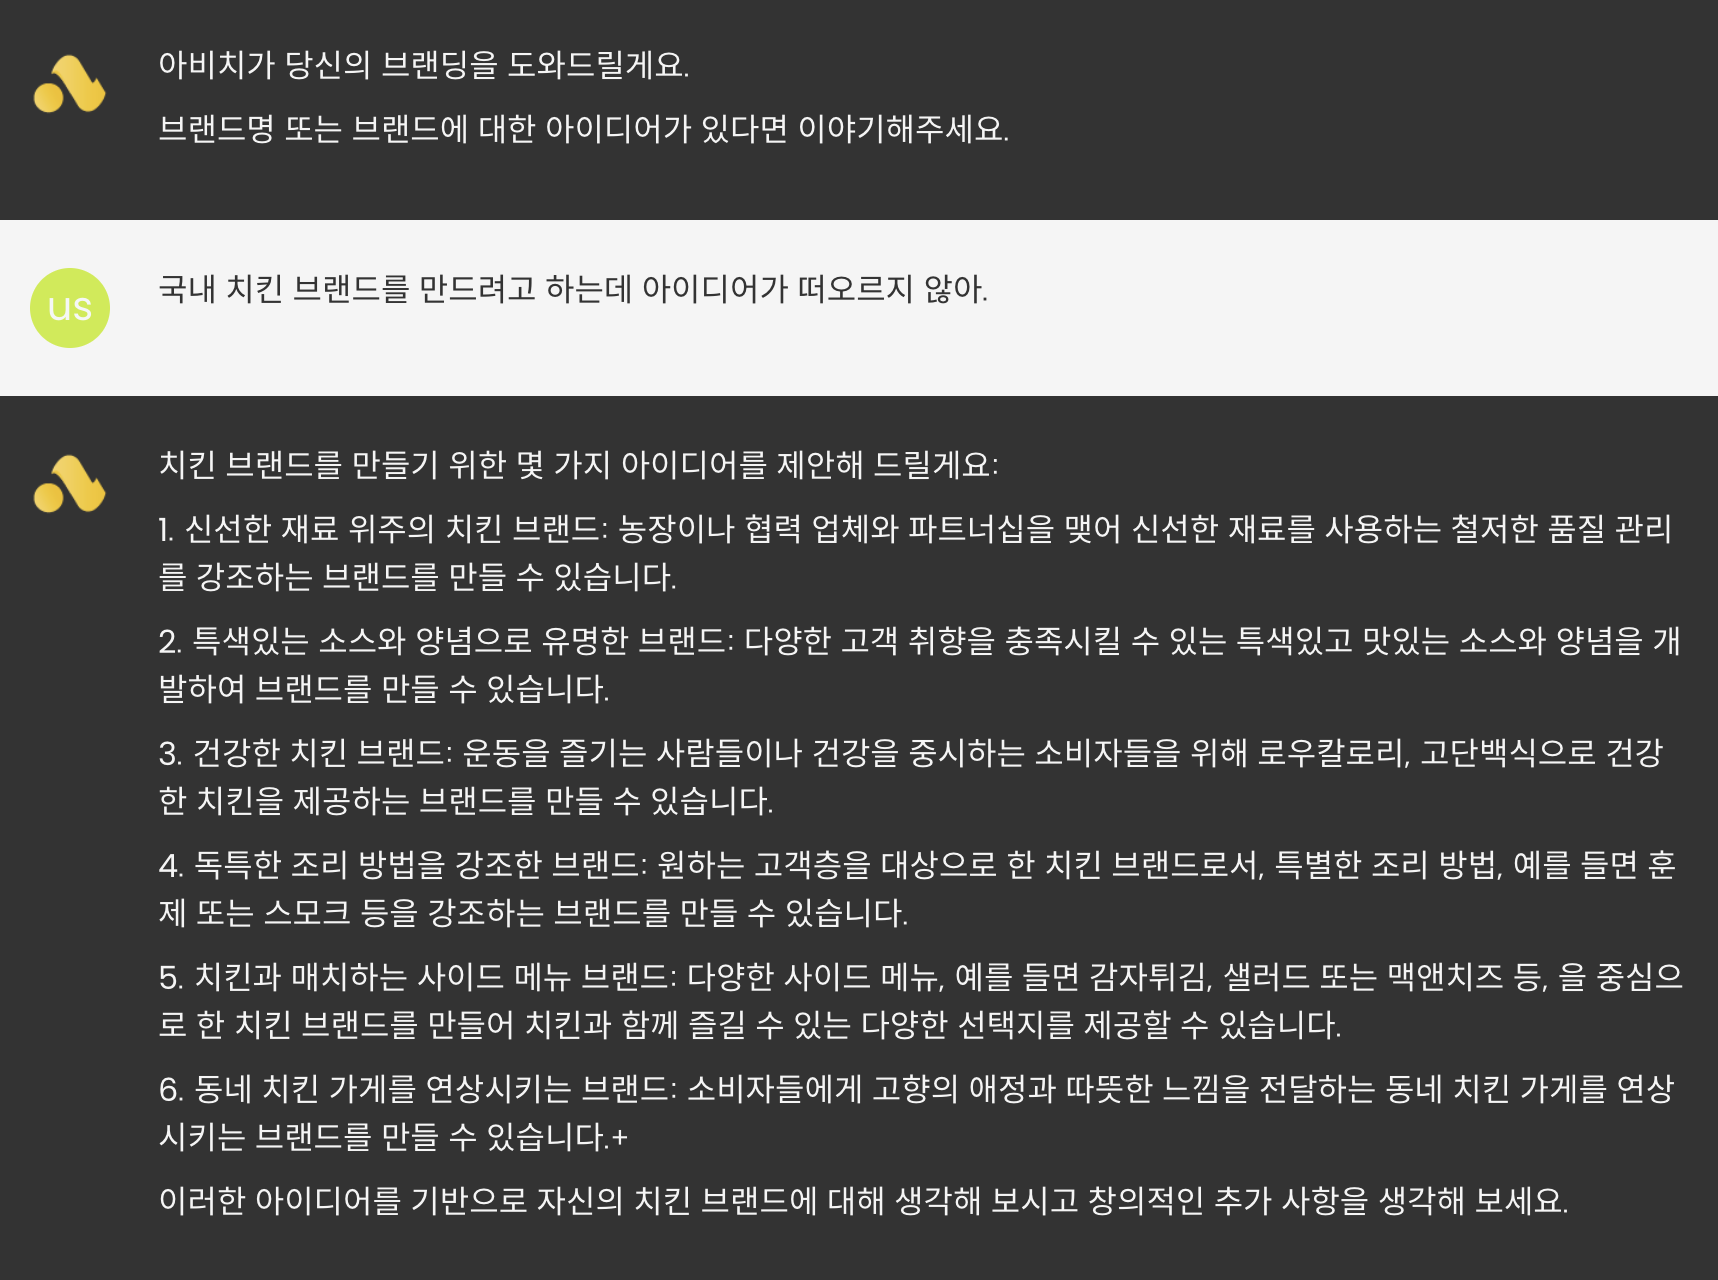 아비치가 당신의 브랜딩을 도와드릴게요.
브랜드명 또는 브랜드에 대한 아이디어가 있다면 이야기해주세요.
us
국내 치킨 브랜드를 만드려고 하는데 아이디어가 떠오르지 않아.
치킨 브랜드를 만들기 위한 몇 가지 아이디어를 제안해 드릴게요:
1. 신선한 재료 위주의 치킨 브랜드: 농장이나 협력 업체와 파트너십을 맺어 신선한 재료를 사용하는 철저한 품질 관리
를 강조하는 브랜드를 만들 수 있습니다.
2. 특색있는 소스와 양념으로 유명한 브랜드: 다양한 고객 취향을 충족시킬 수 있는 특색있고 맛있는 소스와 양념을 개
발하여 브랜드를 만들 수 있습니다.
3. 건강한 치킨 브랜드: 운동을 즐기는 사람들이나 건강을 중시하는 소비자들을 위해 로우칼로리, 고단백식으로 건강
한 치킨을 제공하는 브랜드를 만들 수 있습니다.
4. 독특한 조리 방법을 강조한 브랜드: 원하는 고객층을 대상으로 한 치킨 브랜드로서, 특별한 조리 방법, 예를 들면 훈
제 또는 스모크 등을 강조하는 브랜드를 만들 수 있습니다.
5. 치킨과 매치하는 사이드 메뉴 브랜드: 다양한 사이드 메뉴, 예를 들면 감자튀김, 샐러드 또는 맥앤치즈 등, 을 중심으
로 한 치킨 브랜드를 만들어 치킨과 함께 즐길 수 있는 다양한 선택지를 제공할 수 있습니다.
6. 동네 치킨 가게를 연상시키는 브랜드: 소비자들에게 고향의 애정과 따뜻한 느낌을 전달하는 동네 치킨 가게를 연상
시키는 브랜드를 만들 수 있습니다.+
이러한 아이디어를 기반으로 자신의 치킨 브랜드에 대해 생각해 보시고 창의적인 추가 사항을 생각해 보세요.